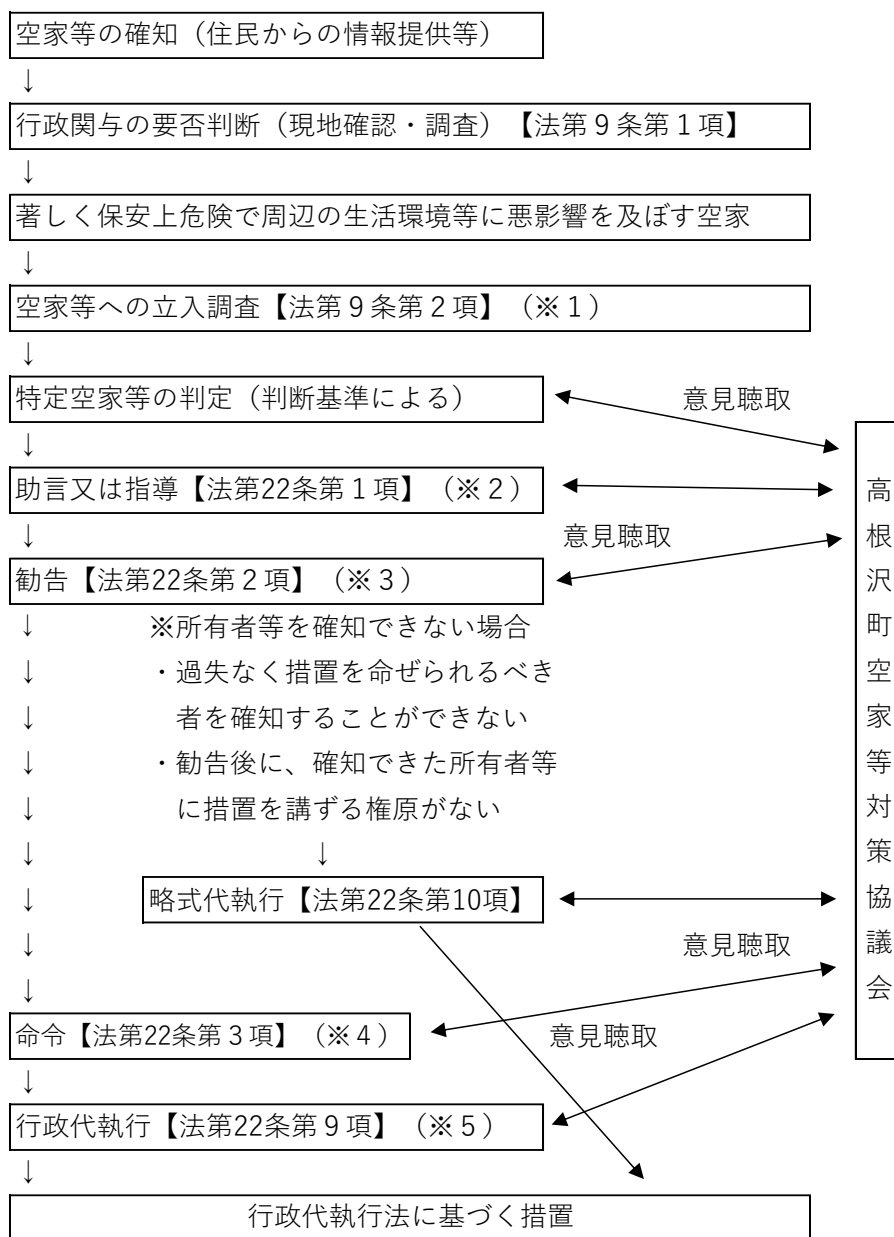 空家等の確知（住民からの情報提供等）
↓
行政関与の要否判断（現地確認・調査）【法第９条第１項】
↓
著しく保安上危険で周辺の生活環境等に悪影響を及ぼす空家
↓
空家等への立入調査【法第９条第２項】（※１）
↓
特定空家等の判定（判断基準による）
意見聴取
↓
助言又は指導【法第22条第１項】（※２）
↓
意見聴取
勧告【法第22条第２項】（※３）
↓ ※所有者等を確知できない場合
↓ ・過失なく措置を命ぜられるべき
↓ 者を確知することができない
↓ ・勧告後に、確知できた所有者等
↓ に措置を講ずる権原がない
↓ ↓
↓ 略式代執行【法第22条第10項】
↓ 意見聴取
↓
命令【法第22条第３項】（※４）
意見聴取
↓
行政代執行【法第22条第９項】（※５）
↓
行政代執行法に基づく措置
高根沢町空家等対策協議会